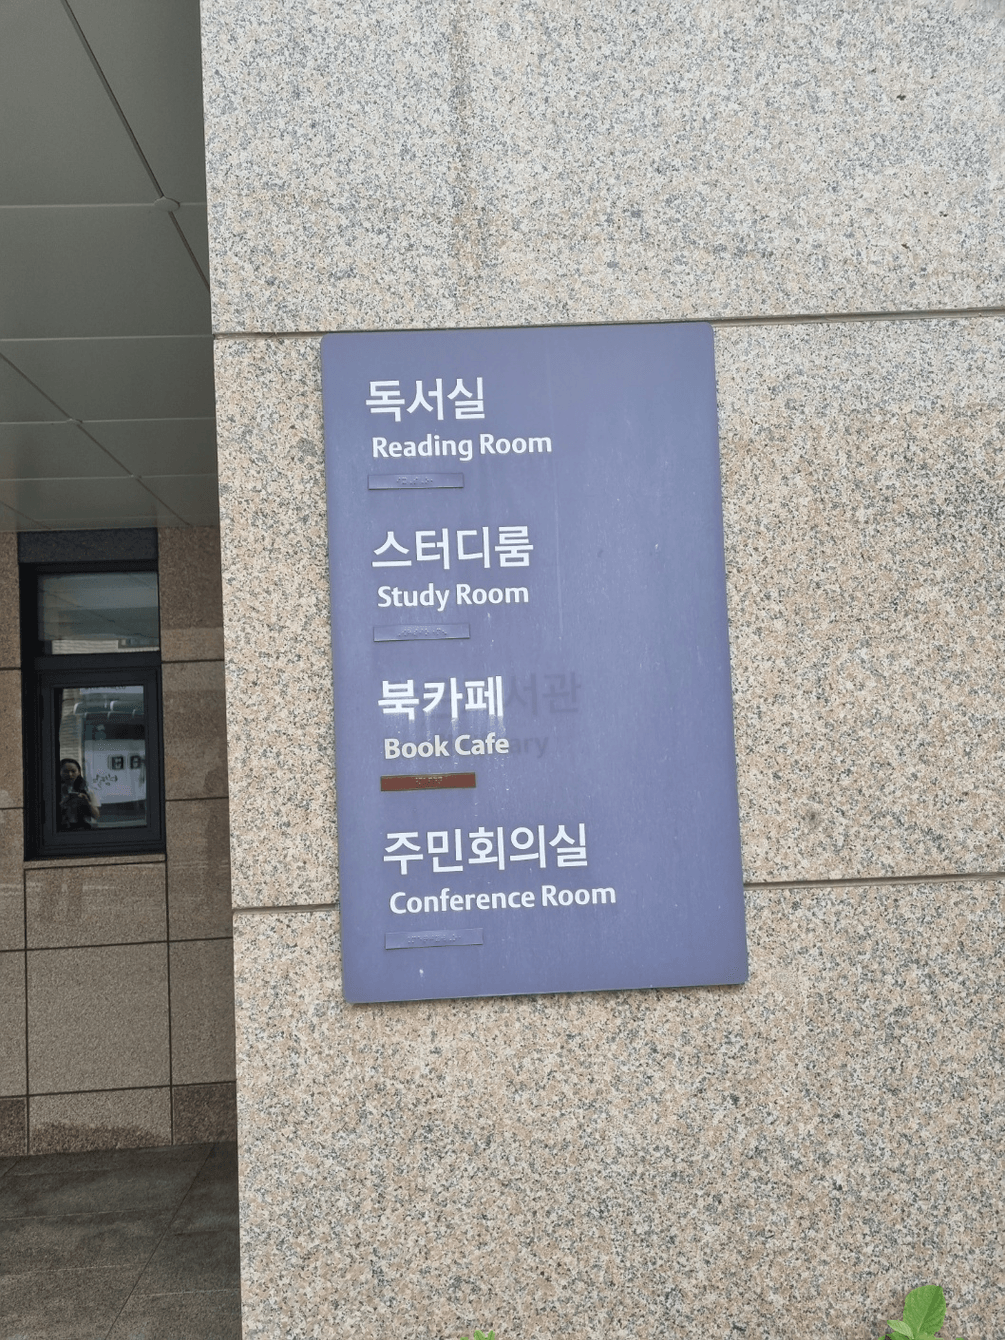 독서실
Reading Room
스터디룸
Study Room
북카페
Book Cafe
주민회의실
Conference Room